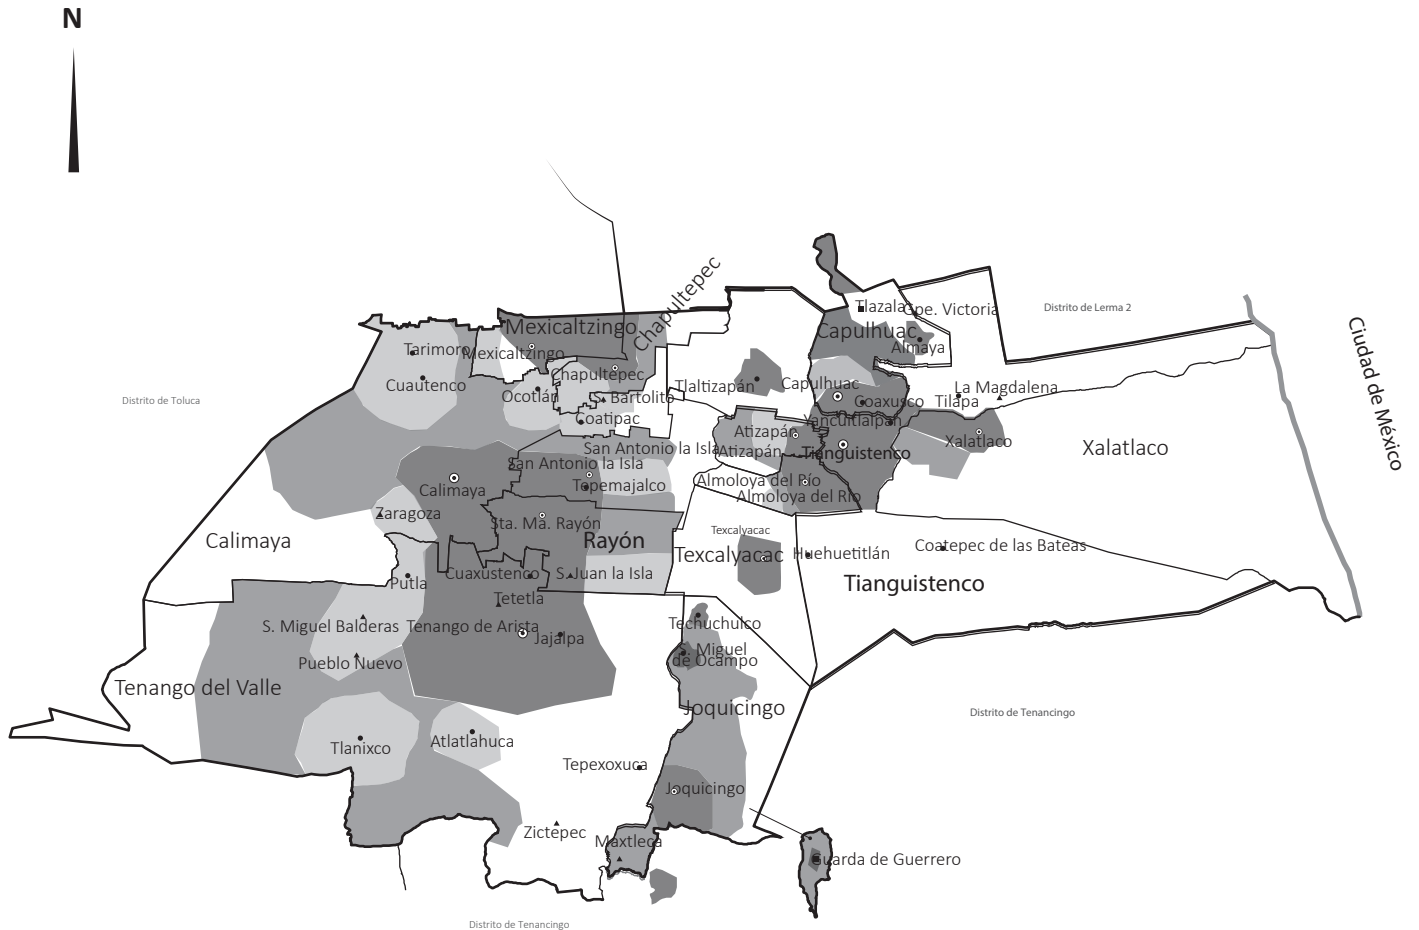 N
Chapultepec
Tlazala
Gpe. Victoria
Distrito de Lerma 2
Mexicaltzingo
Capulhuac
Ciudad de México
Tarimoro
Mexicaltzingo
Almaya
Cuautenco
Chapultepec
Tlaltizapán
Capulhuac
La Magdalena
Distrito de Toluca
Ocotlán
S. Bartolito
Coaxusco
Tilapa
Coatipac
Yancuitlalpan
Atizapán
Xalatlaco
Xalatlaco
San Antonio la Isla
Atizapán
Tianguistenco
San Antonio la Isla
Calimaya
Tepemajalco
Almoloya del Río
Almoloya del Río
Zaragoza
Sta. Ma. Rayón
Texcalyacac
Calimaya
Rayón
Texcalyacac
Huehuetitlán
Coatepec de las Bateas
Putla
Cuaxustenco
S. Juan la Isla
Tianguistenco
Tetetla
S. Miguel Balderas
Tenango de Arista
Jajalpa
Techuchulco
Pueblo Nuevo
S. Miguel
de Ocampo
Tenango del Valle
Joquicingo
Distrito de Tenancingo
Tlanixco
Atlatlahuca
Tepexoxuca
Joquicingo
Zictepec
Maxtleca
Guarda de Guerrero
Distrito de Tenancingo